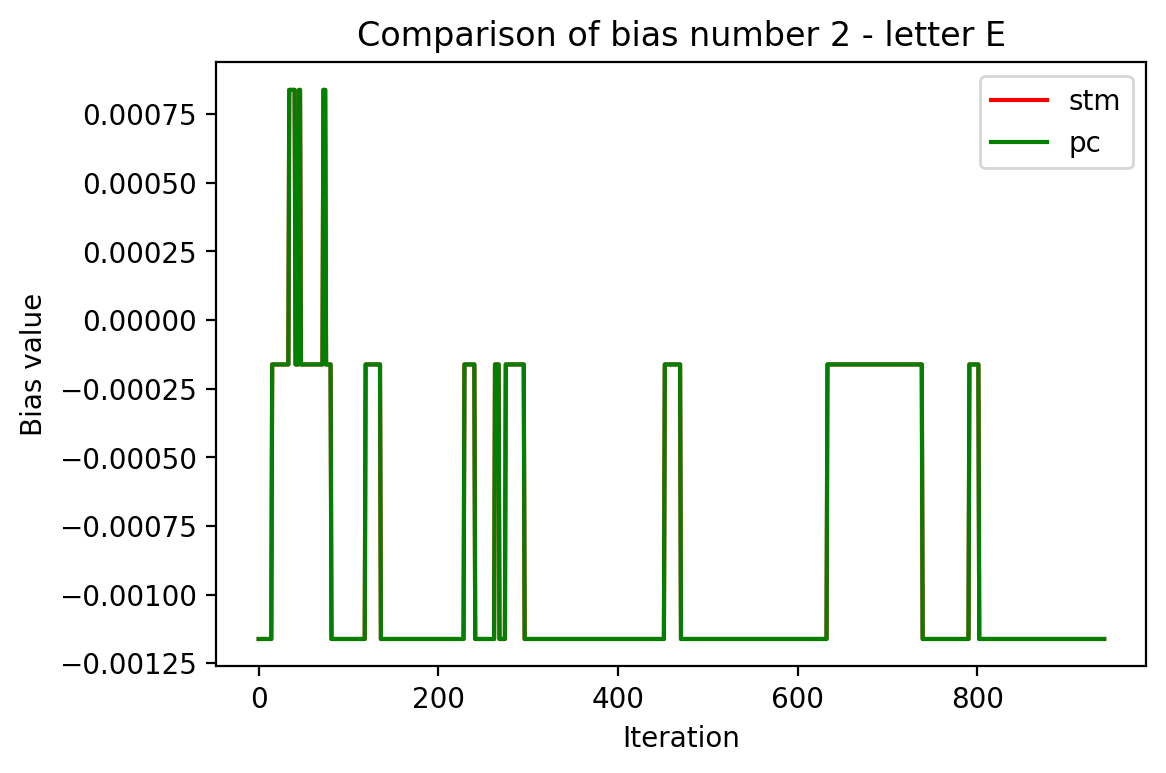 Comparison of bias number 2 - letter E
stm
pc
0.00075
0.00050
0.00025
0.00000
−0.00025
−0.00050
−0.00075
−0.00100
−0.00125
Bias value
0 200 400 600 800
Iteration